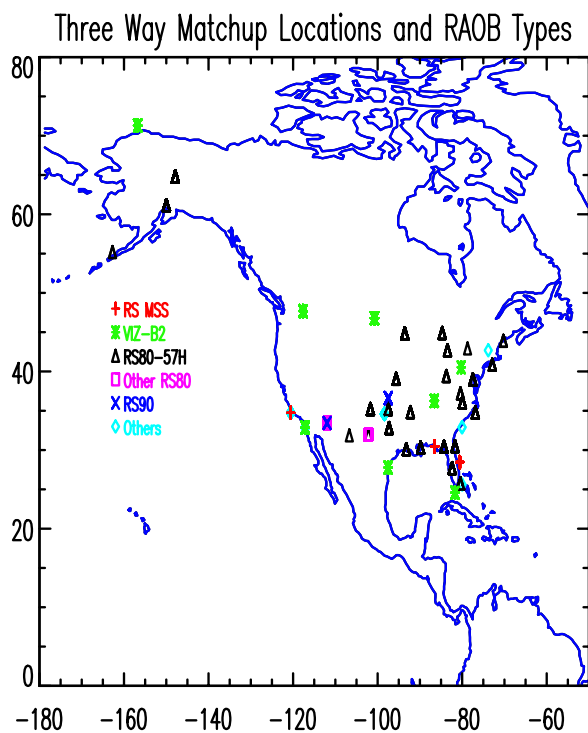 Three Way Matchup Locations and RAOB Types
80
60
RS MSS
VIZ-B2
RS80-57H
40
Other RS80
RS90
Others
20
0
-180 -160 -140 -120 -100 -80 -60